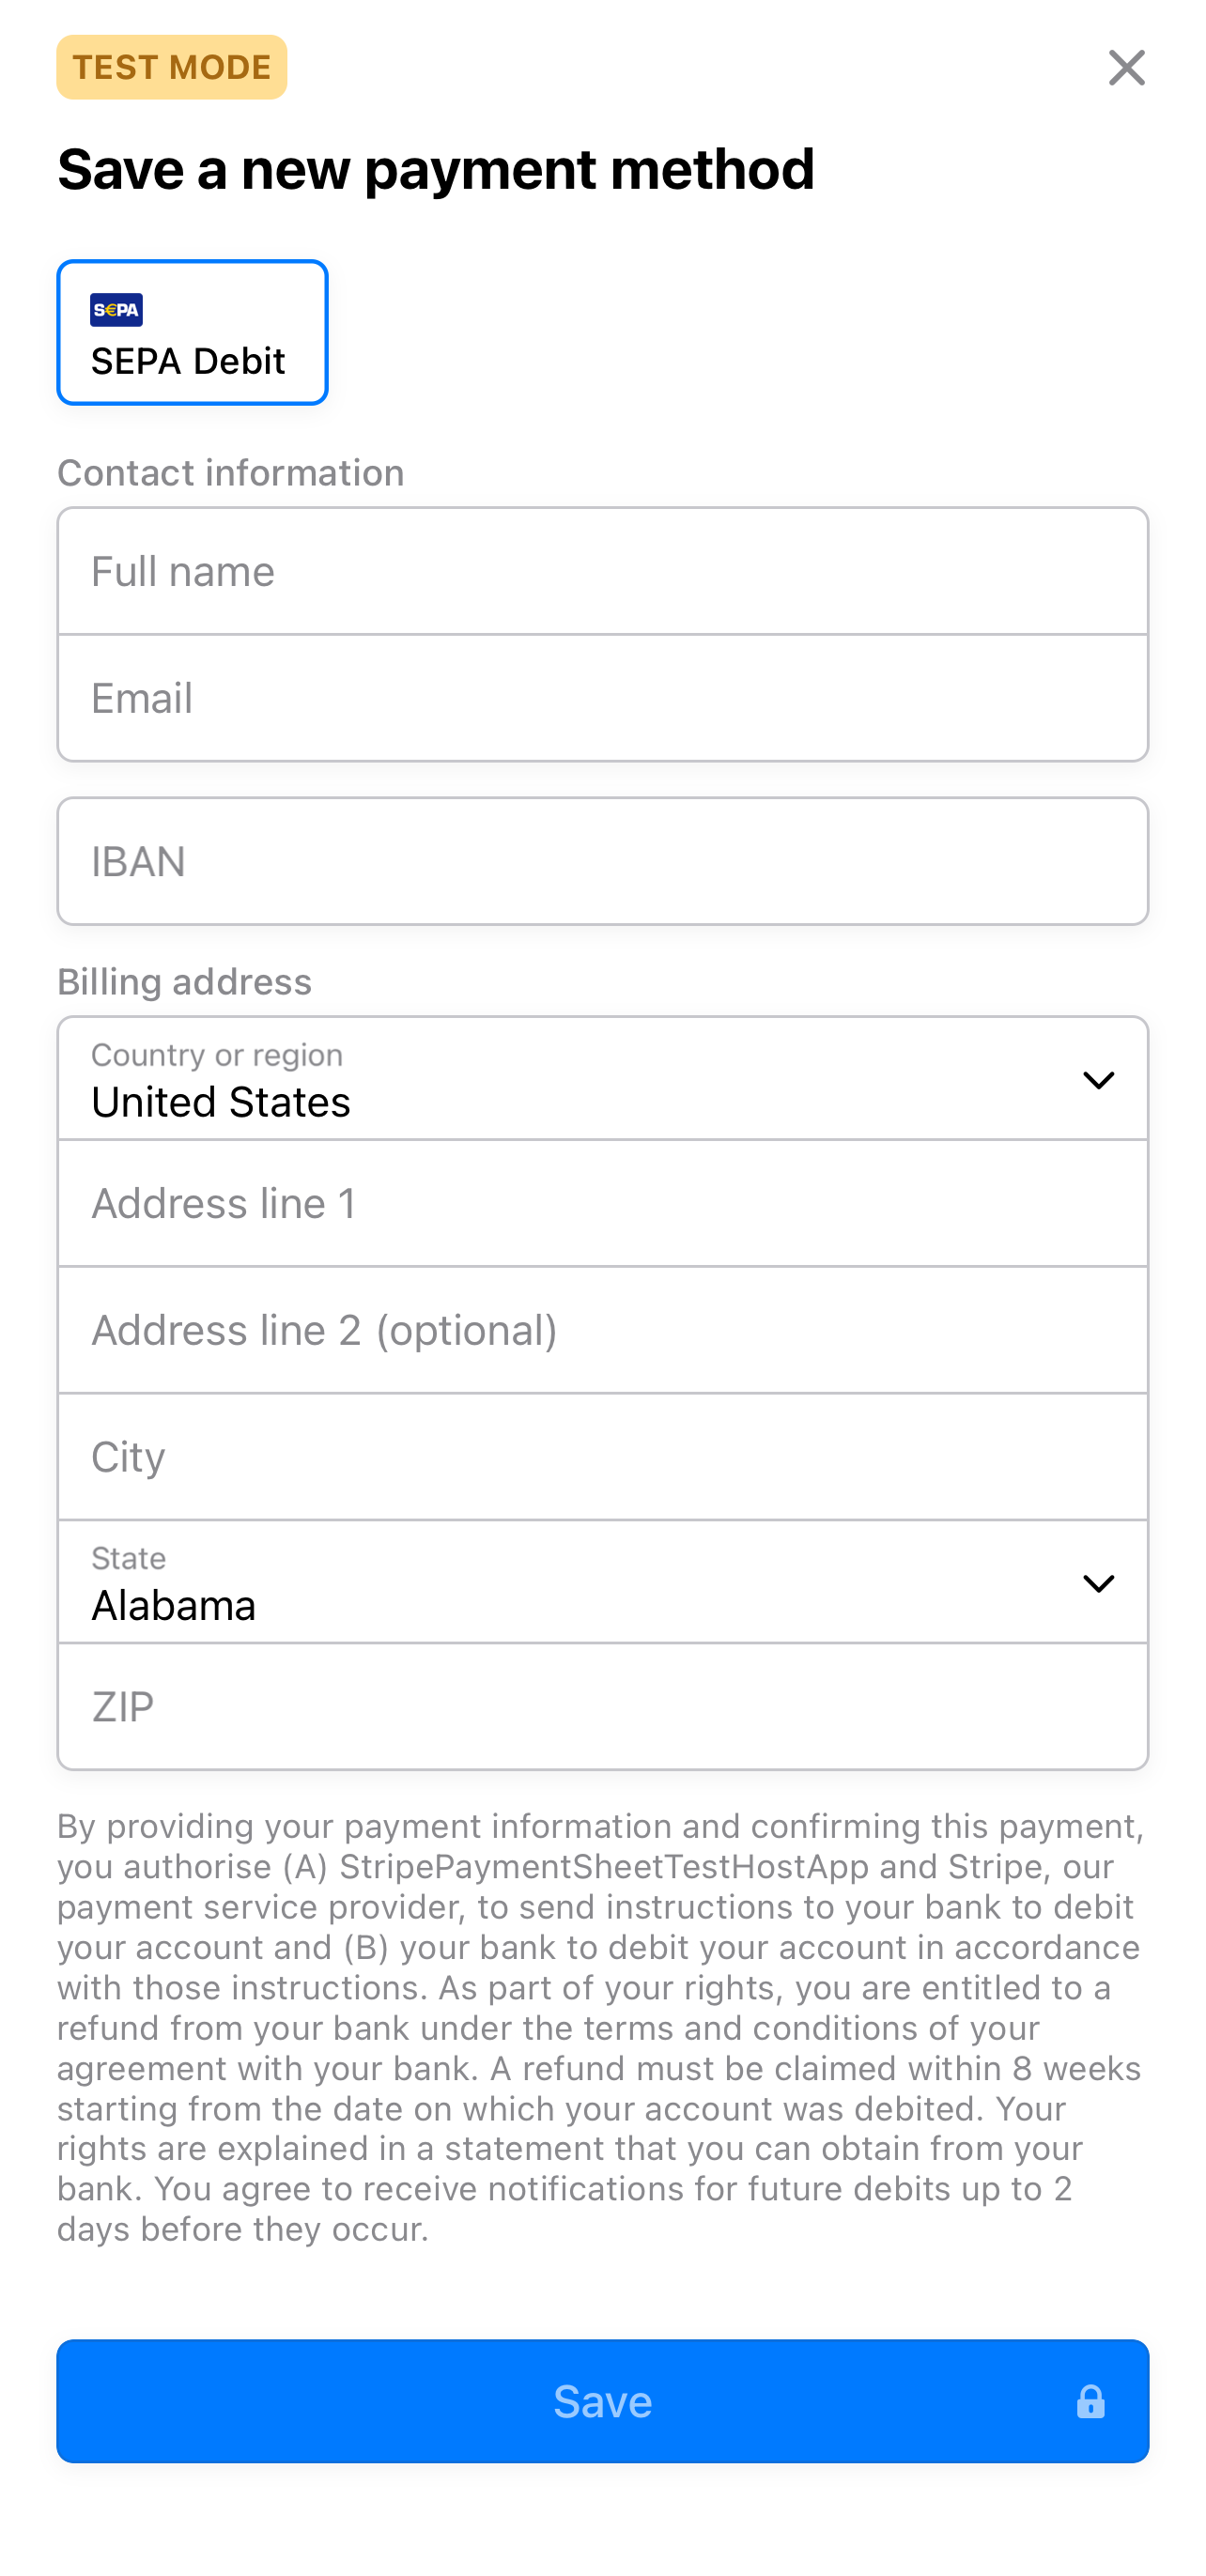 TEST MODE
Save a new payment method
S€PA
SEPA Debit
Contact information
Full name
Email
IBAN
Billing address
Country or region
United States
Address line 1
Address line 2 (optional)
City
State
Alabama
ZIP
By providing your payment information and confirming this payment,
you authorise (A) StripePaymentSheetTestHostApp and Stripe, our
payment service provider, to send instructions to your bank to debit
your account and (B) your bank to debit your account in accordance
with those instructions. As part of your rights, you are entitled to a
refund from your bank under the terms and conditions of your
agreement with your bank. A refund must be claimed within 8 weeks
starting from the date on which your account was debited. Your
rights are explained in a statement that you can obtain from your
bank. You agree to receive notifications for future debits up to 2
days before they occur.
Save